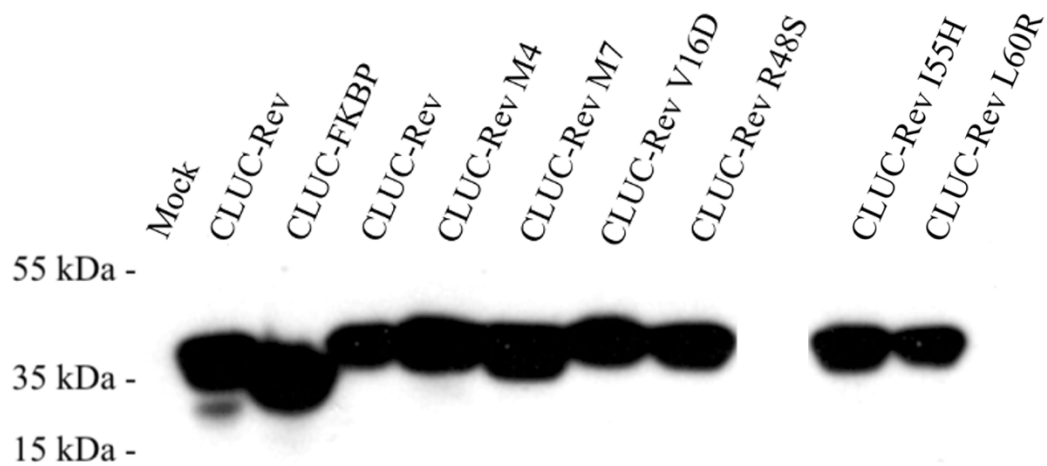 Mock
CLUC-Rev
CLUC-FKBP
CLUC-Rev
CLUC-Rev M4
CLUC-Rev M7
CLUC-Rev V16D
CLUC-Rev R48S
CLUC-Rev I55H
CLUC-Rev L60R
55 kDa -
35 kDa -
15 kDa -